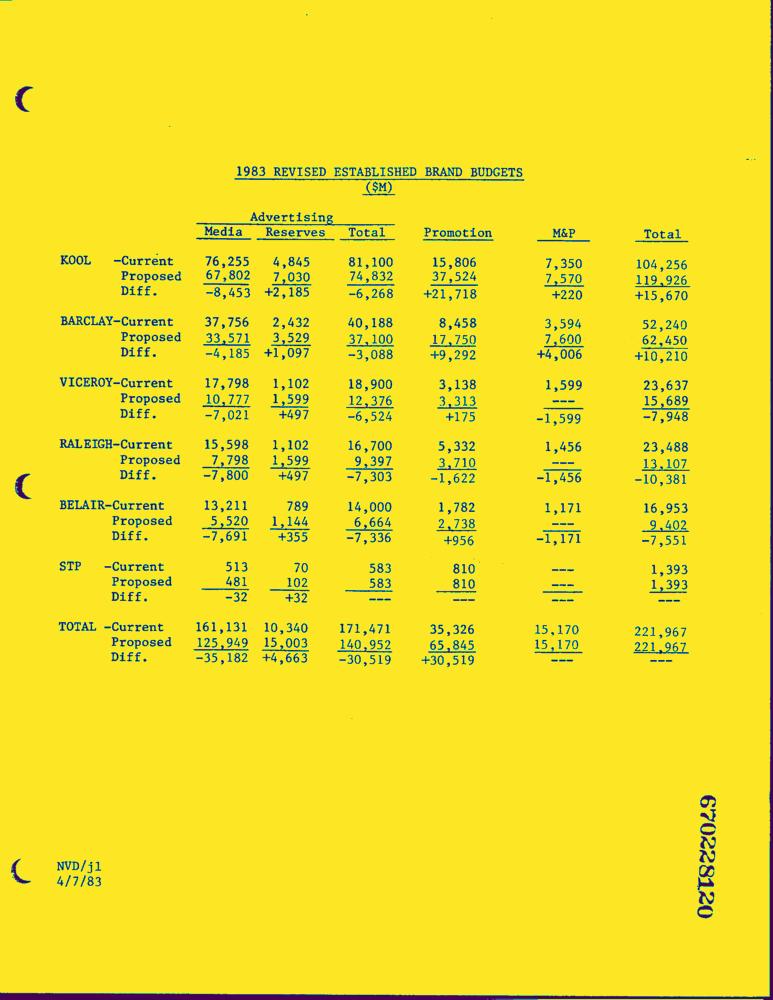 1983 REVISED ESTABLISHED BRAND BUDGETS
($M)
Advertising
Media Reserves Total Promotion M&P Total
KOOL -Current 76,255 4,845 81,100 15,806 7,350 104,256
Proposed 67,802 7,030 74,832 37,524 7,570 119,926
Diff. -8,453 +2,185 -6,268 +21,718 +220 +15,670
BARCLAY-Current 37,756 2,432 40,188 8,458 3,594 52,240
Proposed 33,571 3,529 37,100 17,750 7,600 62,450
Diff. -4,185 +1,097 -3,088 +9,292 +4,006 +10,210
VICEROY-Current 17,798 1,102 18,900 3,138 1,599 23,637
Proposed 10,777 1,599 12,376 3,313 --- 15,689
Diff. -7,021 +497 -6,524 +175 -1,599 -7,948
RALEIGH-Current 15,598 1,102 16,700 5,332 1,456 23,488
Proposed 7,798 1,599 9,397 3,710 --- 13,107
Diff. -7,800 +497 -7,303 -1,622 -1,456 -10,381
BELAIR-Current 13,211 789 14,000 1,782 1,171 16,953
Proposed 5,520 1,144 6,664 2,738 --- 9,402
Diff. -7,691 +355 -7,336 +956 -1,171 -7,551
STP -Current 513 70 583 810 --- 1,393
Proposed 481 102 583 810 --- 1,393
Diff. -32 +32 --- --- --- ---
TOTAL -Current 161,131 10,340 171,471 35,326 15,170 221,967
Proposed 125,949 15,003 140,952 65,845 15,170 221,967
Diff. -35,182 +4,663 -30,519 +30,519 --- ---
NVD/jl
4/7/83
670228120